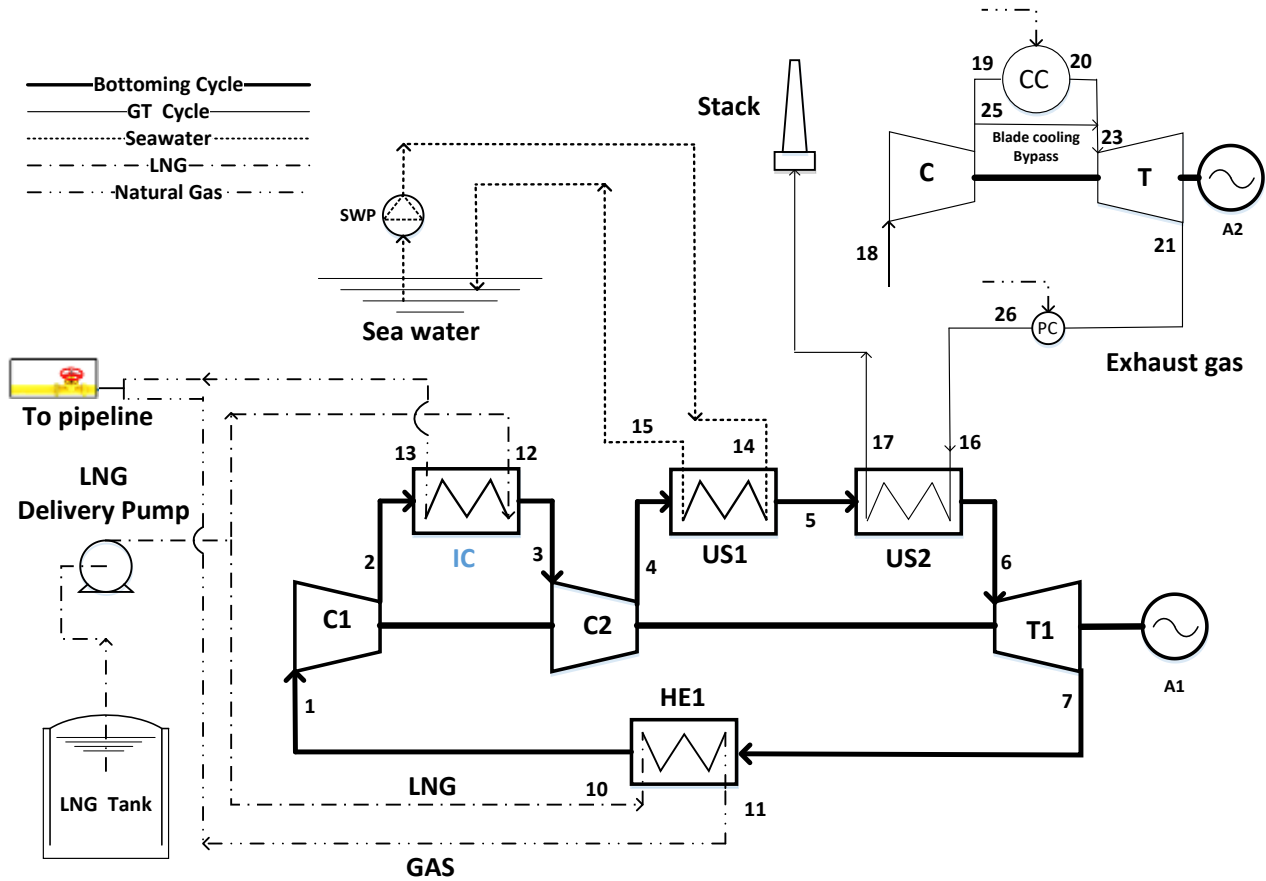 19
20
CC
25
Blade cooling
Bypass
23
C
T
A2
18
21
Stack
Bottoming Cycle
GT Cycle
Seawater
LNG
Natural Gas
SWP
Sea water
26
PC
Exhaust gas
To pipeline
LNG
Delivery Pump
13
12
15
14
17
16
2
IC
3
4
US1
5
US2
6
C1
C2
T1
A1
1
HE1
7
LNG Tank
LNG
10
11
GAS